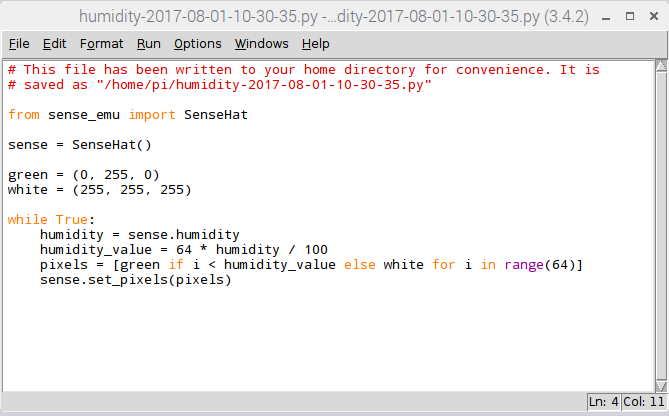 humidity-2017-08-01-10-30-35.py -...dity-2017-08-01-10-30-35.py (3.4.2)
File Edit Format Run Options Windows Help
# This file has been written to your home directory for convenience. It is
# saved as "/home/pi/humidity-2017-08-01-10-30-35.py"
from sense_emu import SenseHat
sense = SenseHat()
green = (0, 255, 0)
white = (255, 255, 255)
while True:
    humidity = sense.humidity
    humidity_value = 64 * humidity / 100
    pixels = [green if i < humidity_value else white for i in range(64)]
    sense.set_pixels(pixels)
Ln: 4 Col: 11